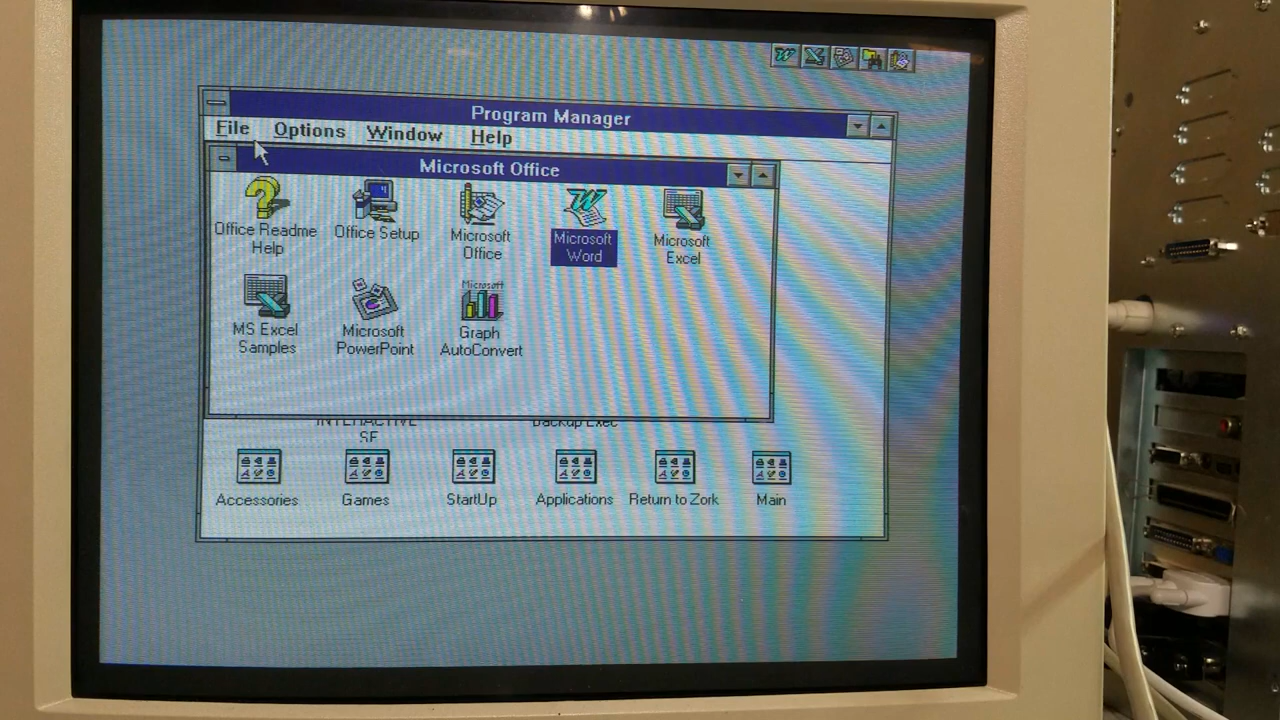 Program Manager
File Options Window Help
Microsoft Office
Office Readme
Help
Office Setup
Microsoft
Office
Microsoft
Word
Microsoft
Excel
MS Excel
Samples
Microsoft
PowerPoint
Microsoft
Graph
AutoConvert
INTERACTIVE
SF
Backup Exec
Accessories
Games
StartUp
Applications
Return to Zork
Main